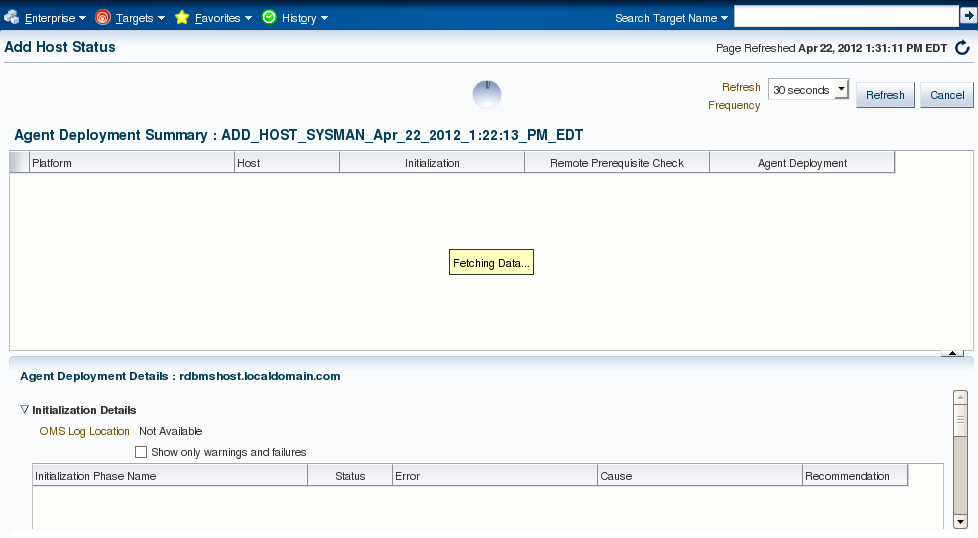 Enterprise Targets Favorites History Search Target Name
Add Host Status Page Refreshed Apr 22, 2012 1:31:11 PM EDT
Refresh Frequency 30 seconds Refresh Cancel
Agent Deployment Summary : ADD_HOST_SYSMAN_Apr_22_2012_1:22:13_PM_EDT
Platform Host Initialization Remote Prerequisite Check Agent Deployment
Fetching Data...
Agent Deployment Details : rdbmshost.localdomain.com
Initialization Details
OMS Log Location Not Available
Show only warnings and failures
Initialization Phase Name Status Error Cause Recommendation